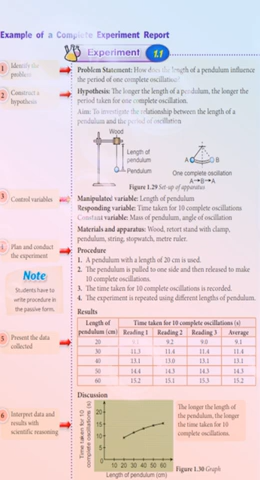 Example of a Complete Experiment Report
Experiment 1.1
1 Identify the
problem
Problem Statement: How does the length of a pendulum influence
the period of one complete oscillation?
2 Construct a
hypothesis
Hypothesis: The longer the length of a pendulum, the longer the
period taken for one complete oscillation.
Aim: To investigate the relationship between the length of a
pendulum and the period of oscillation
Wood
Length of
pendulum
Pendulum
A
O
B
One complete oscillation
A→B→A
Figure 1.29 Set-up of apparatus
3 Control variables
Manipulated variable: Length of pendulum
Responding variable: Time taken for 10 complete oscillations
Constant variable: Mass of pendulum, angle of oscillation
Materials and apparatus: Wood, retort stand with clamp,
pendulum, string, stopwatch, metre ruler.
4 Plan and conduct
the experiment
Procedure
1. A pendulum with a length of 20 cm is used.
2. The pendulum is pulled to one side and then released to make
10 complete oscillations.
3. The time taken for 10 complete oscillations is recorded.
4. The experiment is repeated using different lengths of pendulum.
Note
Students have to
write procedure in
the passive form.
5 Present the data
collected
Results
Length of
pendulum (cm)
Time taken for 10 complete oscillations (s)
Reading 1 Reading 2 Reading 3 Average
20 9.2 9.0 9.1
30 11.3 11.4 11.4 11.4
40 13.1 13.0 13.1 13.1
50 14.4 14.3 14.3 14.3
60 15.2 15.1 15.3 15.2
6 Interpret data and
results with
scientific reasoning
Discussion
Time taken for 10
complete oscillations (s)
20
15
10
5
0
10 20 30 40 50 60
Length of pendulum (cm)
The longer the length of
the pendulum, the longer
the time taken for 10
complete oscillations.
Figure 1.30 Graph